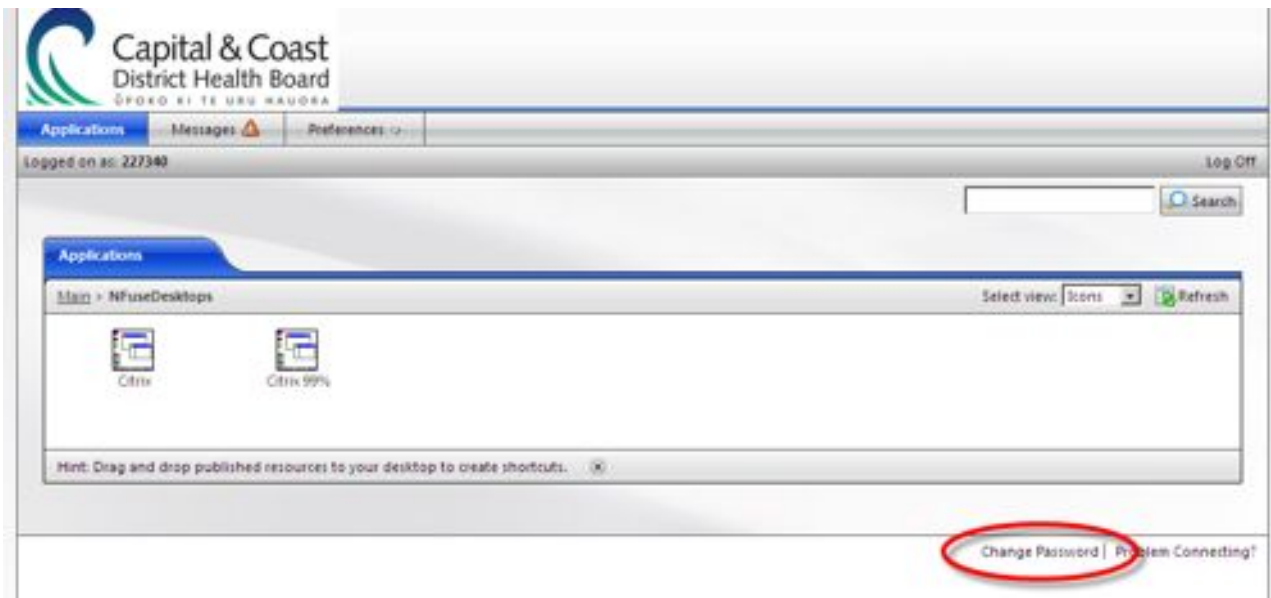 Capital & Coast
District Health Board
ŪPOKO KI TE URU HAUORA
Applications Messages Preferences
Logged on as: 227340 Log Off
Search
Applications
Main > NFuseDesktops Select view: Icons Refresh
Citrix Citrix 99%
Hint: Drag and drop published resources to your desktop to create shortcuts.
Change Password | Problem Connecting?